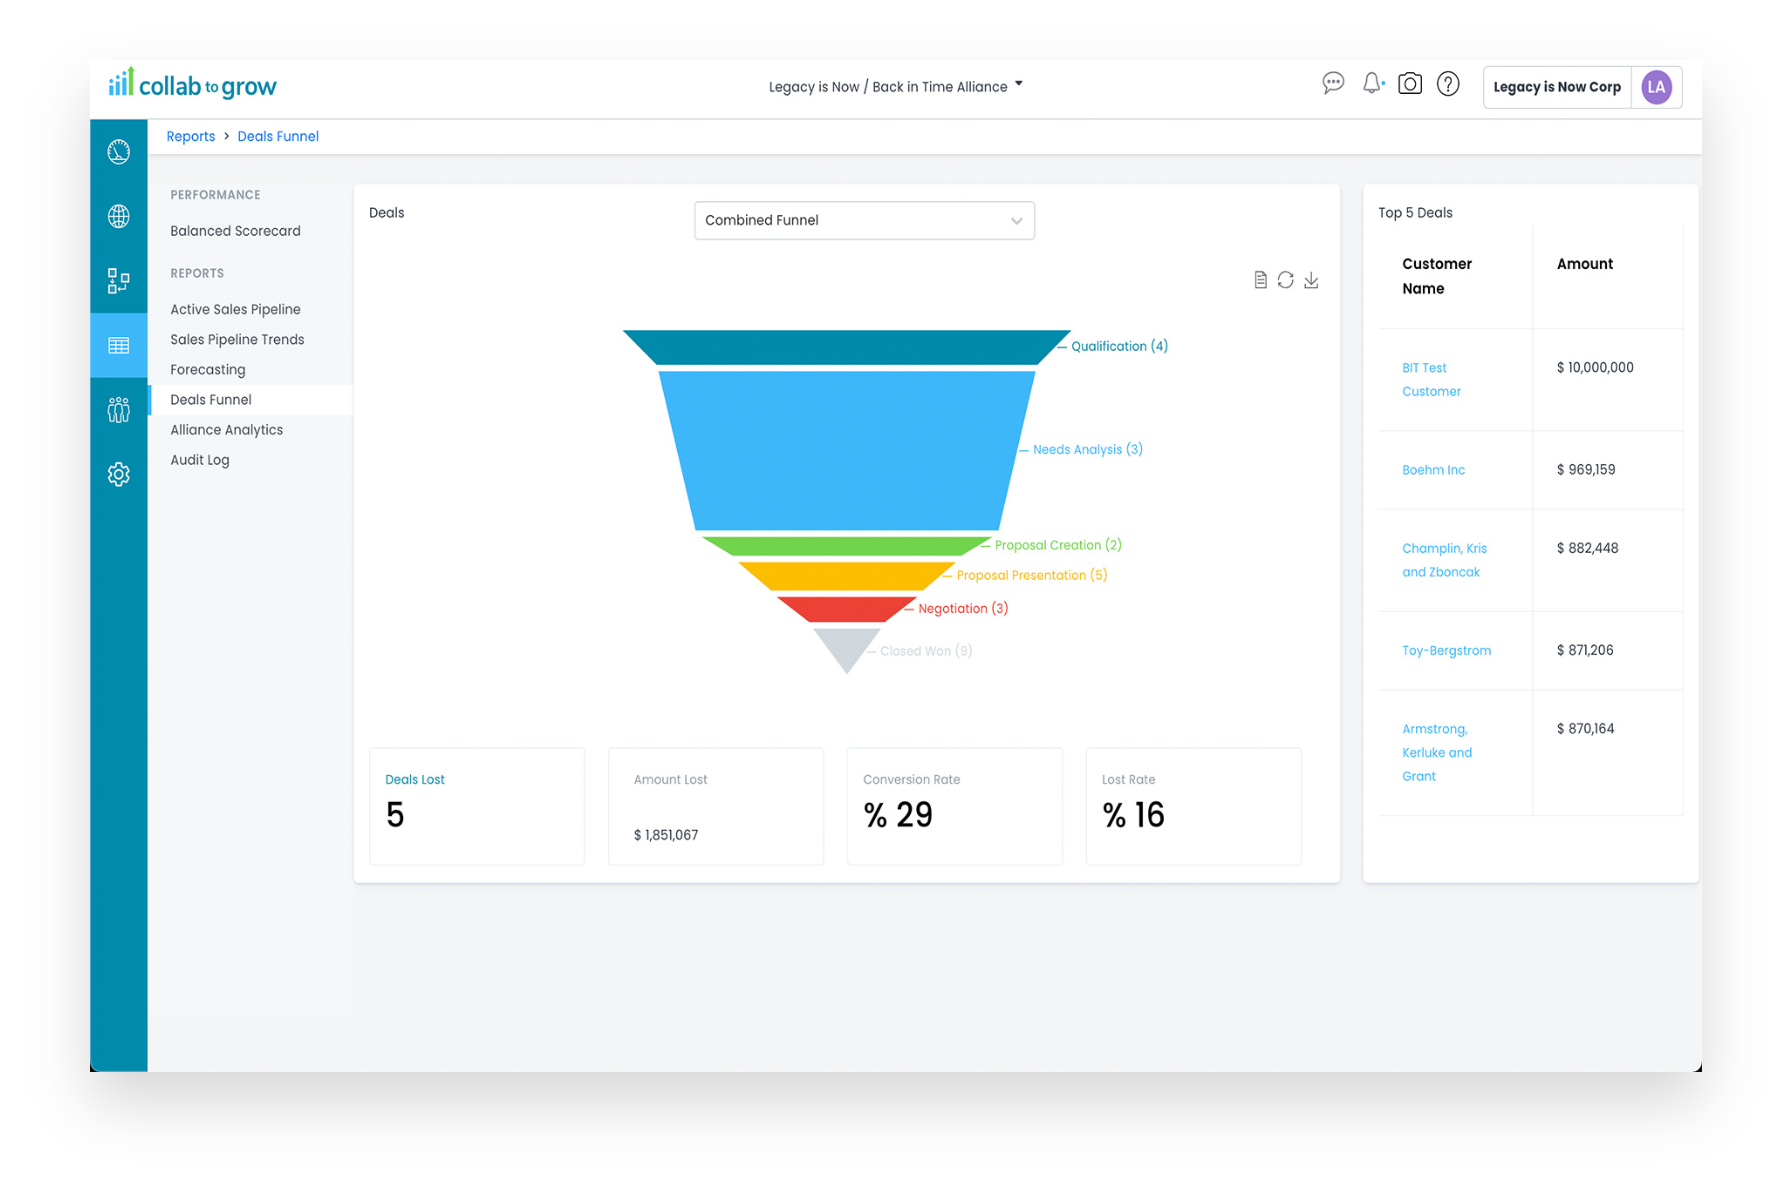 collab to grow
Legacy is Now / Back in Time Alliance
Legacy is Now Corp
LA
Reports > Deals Funnel
PERFORMANCE
Balanced Scorecard
REPORTS
Active Sales Pipeline
Sales Pipeline Trends
Forecasting
Deals Funnel
Alliance Analytics
Audit Log
Deals
Combined Funnel
Qualification (4)
Needs Analysis (3)
Proposal Creation (2)
Proposal Presentation (5)
Negotiation (3)
Closed Won (9)
Deals Lost
5
Amount Lost
$ 1,851,067
Conversion Rate
% 29
Lost Rate
% 16
Top 5 Deals
Customer
Name
Amount
BIT Test
Customer
$ 10,000,000
Boehm Inc
$ 969,159
Champlin, Kris
and Zboncak
$ 882,448
Toy-Bergstrom
$ 871,206
Armstrong,
Kerluke and
Grant
$ 870,164